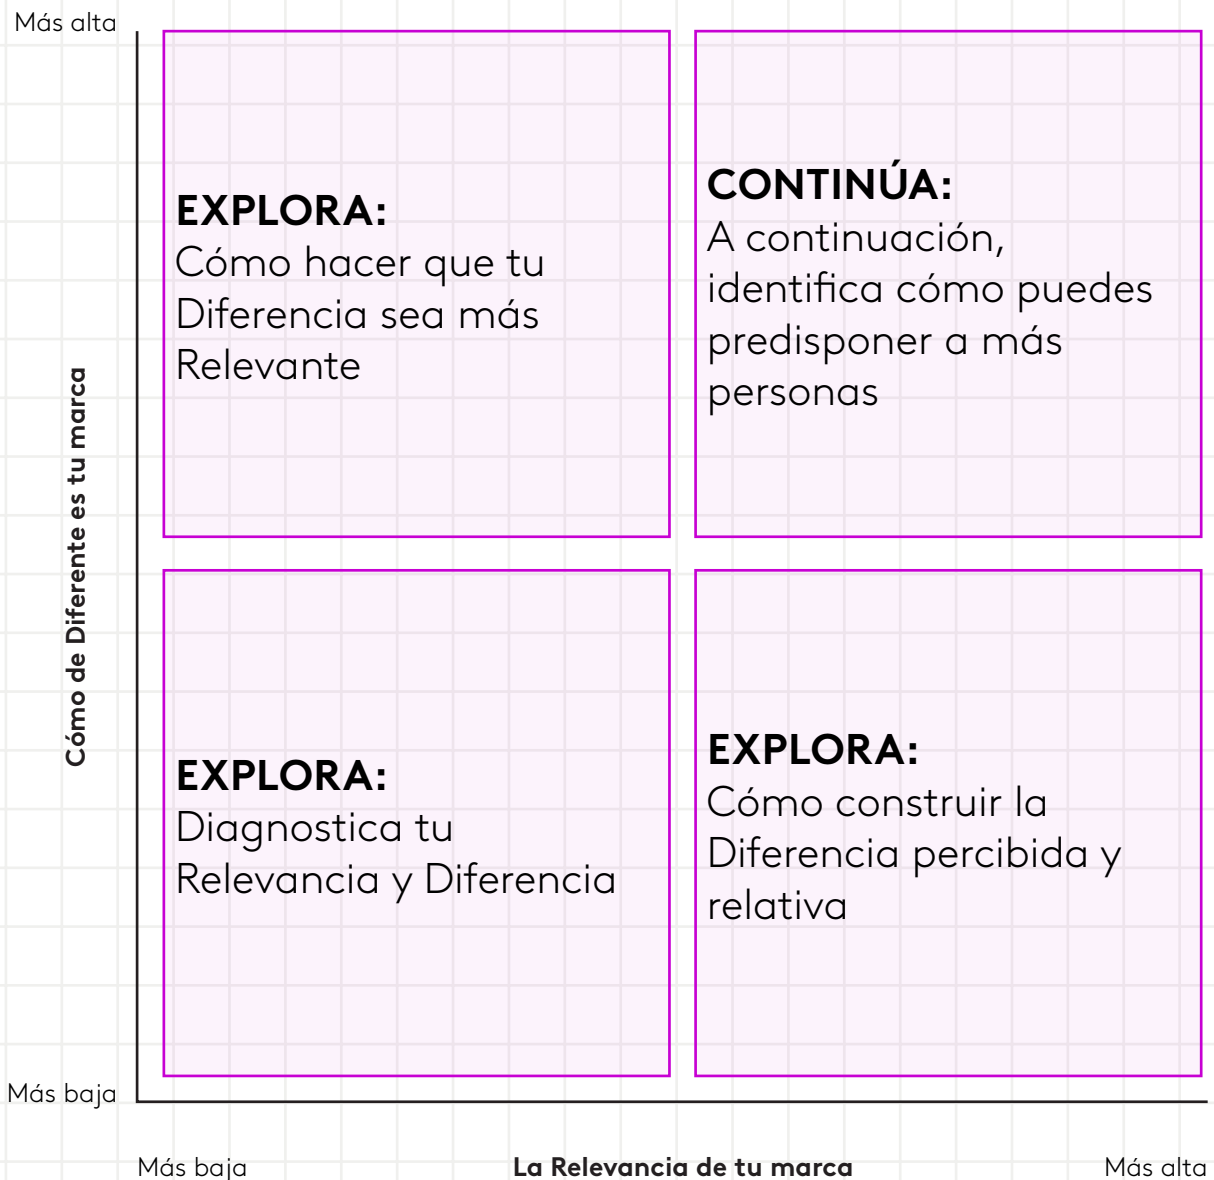 Más alta
EXPLORA:
Cómo hacer que tu
Diferencia sea más
Relevante
CONTINÚA:
A continuación,
identifica cómo puedes
predisponer a más
personas
Cómo de Diferente es tu marca
EXPLORA:
Diagnostica tu
Relevancia y Diferencia
EXPLORA:
Cómo construir la
Diferencia percibida y
relativa
Más baja
Más baja
La Relevancia de tu marca
Más alta